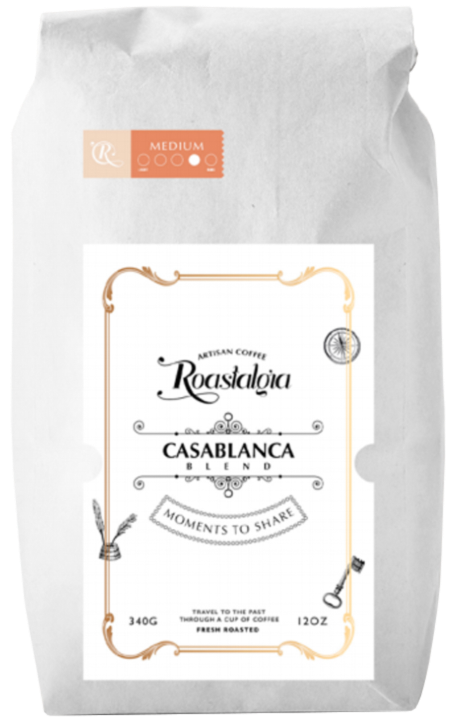 R
MEDIUM
ARTISAN COFFEE
Roastalgia
CASABLANCA
BLEND
MOMENTS TO SHARE
340G
TRAVEL TO THE PAST
THROUGH A CUP OF COFFEE
FRESH ROASTED
12OZ